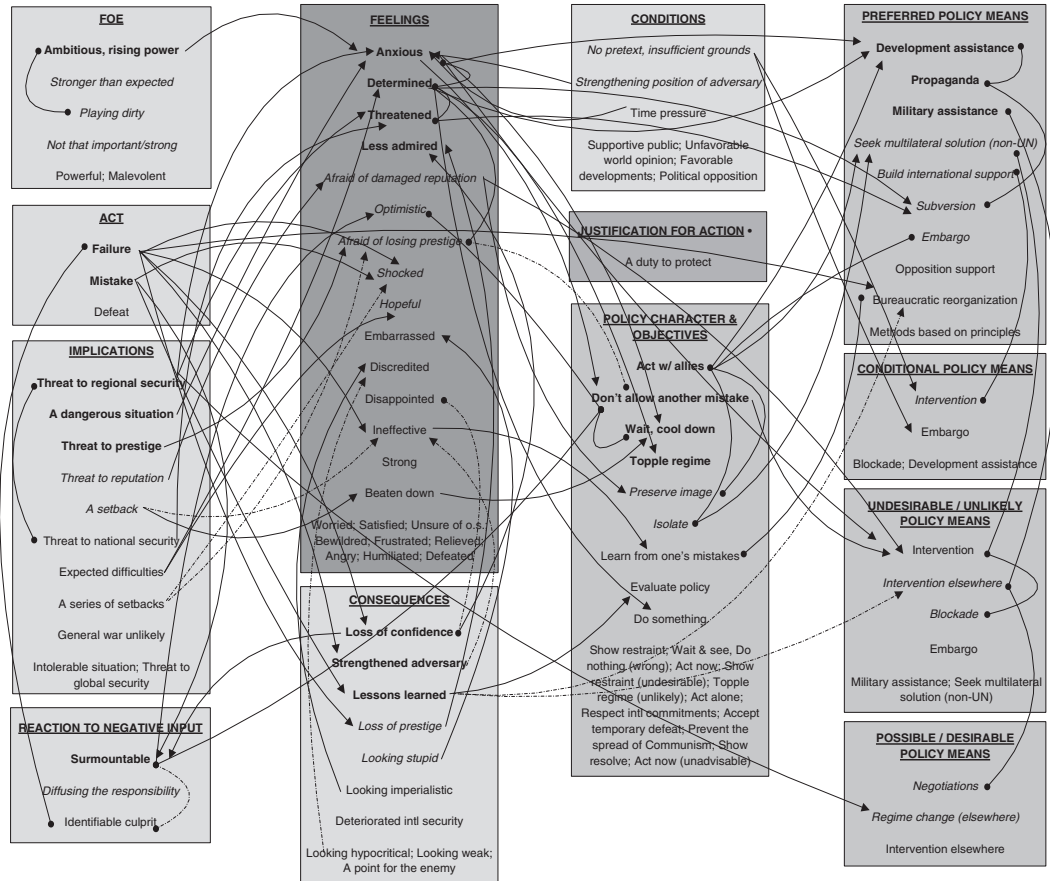 FOE
Ambitious, rising power
Stronger than expected
Playing dirty
Not that important/strong
Powerful; Malevolent
ACT
Failure
Mistake
Defeat
IMPLICATIONS
Threat to regional security
A dangerous situation
Threat to prestige
Threat to reputation
A setback
Threat to national security
Expected difficulties
A series of setbacks
General war unlikely
Intolerable situation; Threat to
global security
REACTION TO NEGATIVE INPUT
Surmountable
Diffusing the responsibility
Identifiable culprit
FEELINGS
Anxious
Determined
Threatened
Less admired
Afraid of damaged reputation
Optimistic
Afraid of losing prestige
Shocked
Hopeful
Embarrassed
Discredited
Disappointed
Ineffective
Strong
Beaten down
Worried; Satisfied; Unsure of o.s.
Bewildred; Frustrated; Relieved;
Angry; Humiliated; Defeated
CONSEQUENCES
Loss of confidence
Strengthened adversary
Lessons learned
Loss of prestige
Looking stupid
Looking imperialistic
Deteriorated intl security
Looking hypocritical; Looking weak;
A point for the enemy
CONDITIONS
No pretext, insufficient grounds
Strengthening position of adversary
Time pressure
Supportive public; Unfavorable
world opinion; Favorable
developments; Political opposition
JUSTIFICATION FOR ACTION •
A duty to protect
POLICY CHARACTER &
OBJECTIVES
Act w/ allies
Don't allow another mistake
Wait, cool down
Topple regime
Preserve image
Isolate
Learn from one's mistakes
Evaluate policy
Do something
Show restraint; Wait & see, Do
nothing (wrong); Act now; Show
restraint (undesirable); Topple
regime (unlikely); Act alone;
Respect intl commitments; Accept
temporary defeat; Prevent the
spread of Communism; Show
resolve; Act now (unadvisable)
PREFERRED POLICY MEANS
Development assistance
Propaganda
Military assistance
Seek multilateral solution (non-UN)
Build international support
Subversion
Embargo
Opposition support
Bureaucratic reorganization
Methods based on principles
CONDITIONAL POLICY MEANS
Intervention
Embargo
Blockade; Development assistance
UNDESIRABLE / UNLIKELY
POLICY MEANS
Intervention
Intervention elsewhere
Blockade
Embargo
Military assistance; Seek multilateral
solution (non-UN)
POSSIBLE / DESIRABLE
POLICY MEANS
Negotiations
Regime change (elsewhere)
Intervention elsewhere